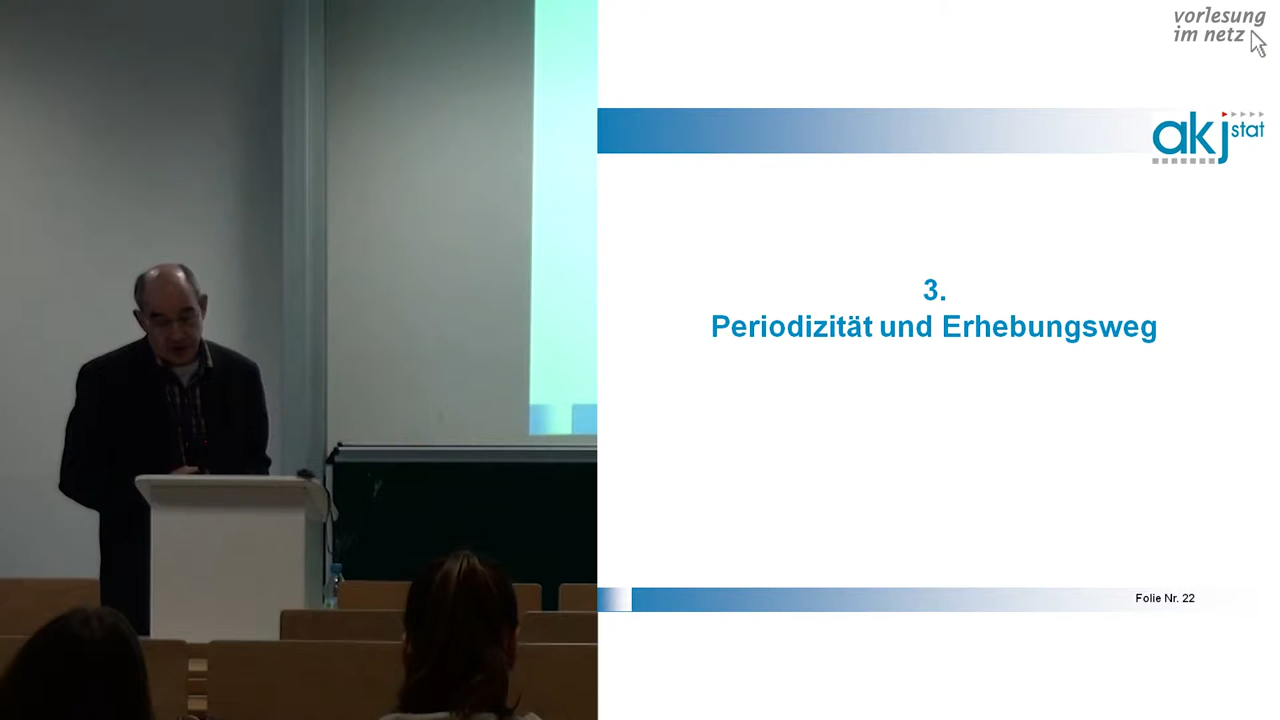 vorlesung
im netz
akj stat
3.
Periodizität und Erhebungsweg
Folie Nr. 22